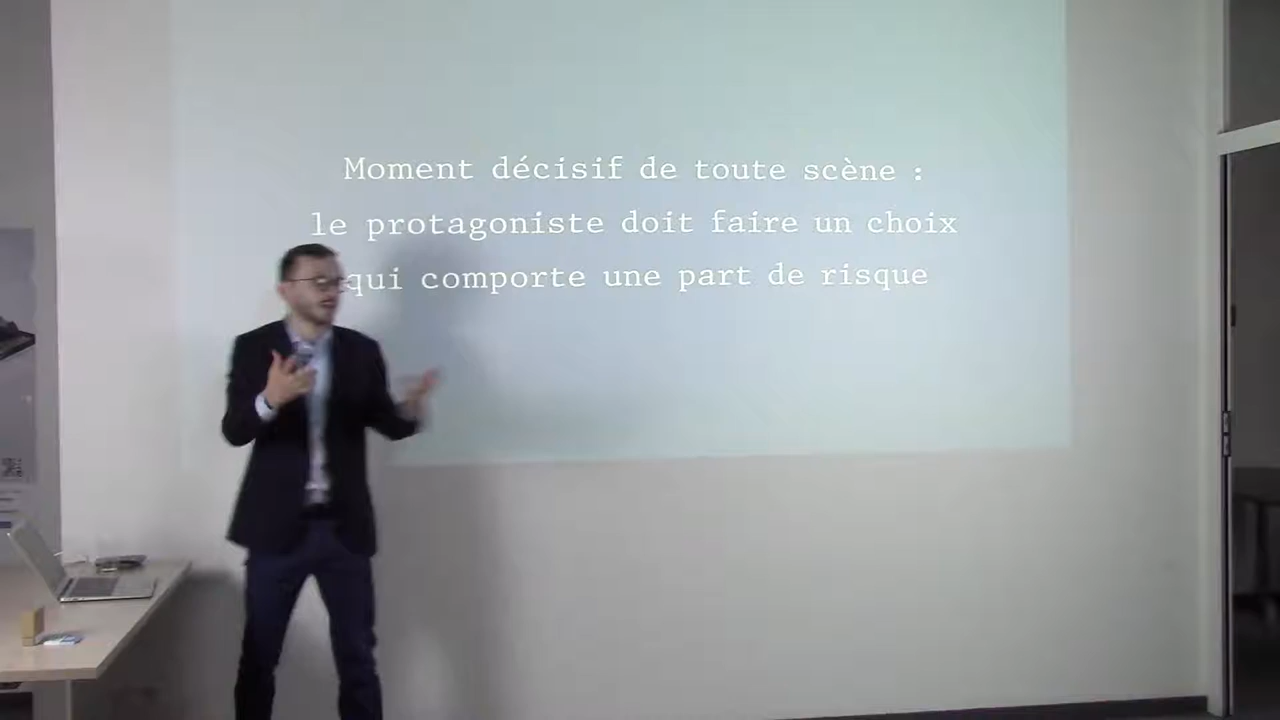 Moment décisif de toute scène :
le protagoniste doit faire un choix
qui comporte une part de risque